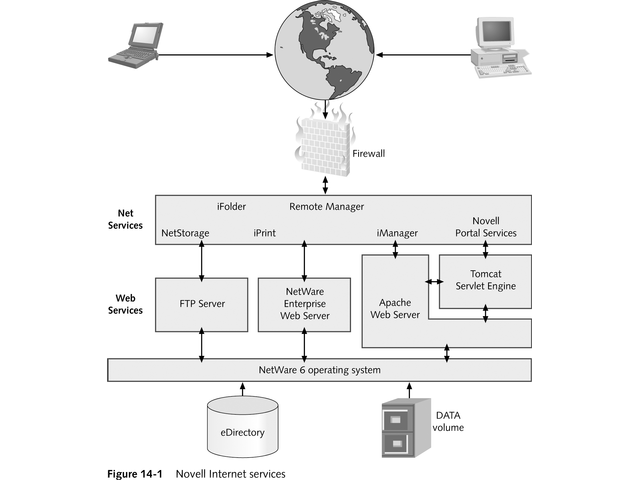 Firewall
Net
Services
iFolder
Remote Manager
NetStorage
iPrint
iManager
Novell
Portal Services
Web
Services
FTP Server
NetWare
Enterprise
Web Server
Apache
Web Server
Tomcat
Servlet Engine
NetWare 6 operating system
eDirectory
DATA
volume
Figure 14-1 Novell Internet services